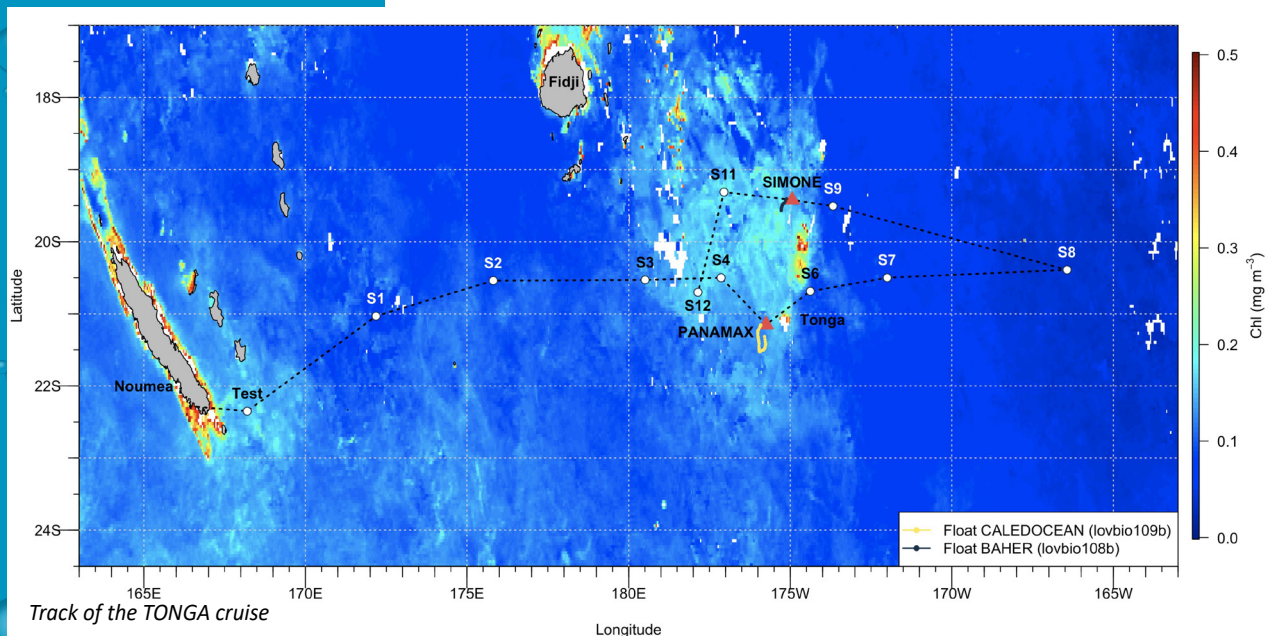 Fidji
18S
20S
22S
24S
Latitude
S11
SIMONE
S9
S8
S7
S6
S4
S3
S2
S1
S12
PANAMAX
Tonga
Noumea
Test
0.5
0.4
0.3
0.2
0.1
0.0
Chl (mg m⁻³)
Float CALEDOCEAN (lovbio109b)
Float BAHER (lovbio108b)
165E
170E
175E
180E
175W
170W
165W
Track of the TONGA cruise
Longitude